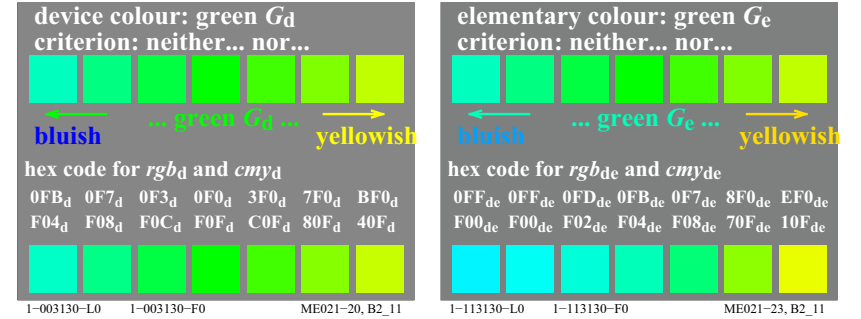 device colour: green Gd
criterion: neither... nor...
... green Gd ...
bluish yellowish
hex code for rgbd and cmyd
0FBd 0F7d 0F3d 0F0d 3F0d 7F0d BF0d
F04d F08d F0Cd F0Fd C0Fd 80Fd 40Fd
1-003130-L0 1-003130-F0 ME021-20, B2_11
elementary colour: green Ge
criterion: neither... nor...
... green Ge ...
bluish yellowish
hex code for rgbde and cmyde
0FFde 0FFde 0FDde 0FBde 0F7de 8F0de EF0de
F00de F00de F02de F04de F08de 70Fde 10Fde
1-113130-L0 1-113130-F0 ME021-23, B2_11